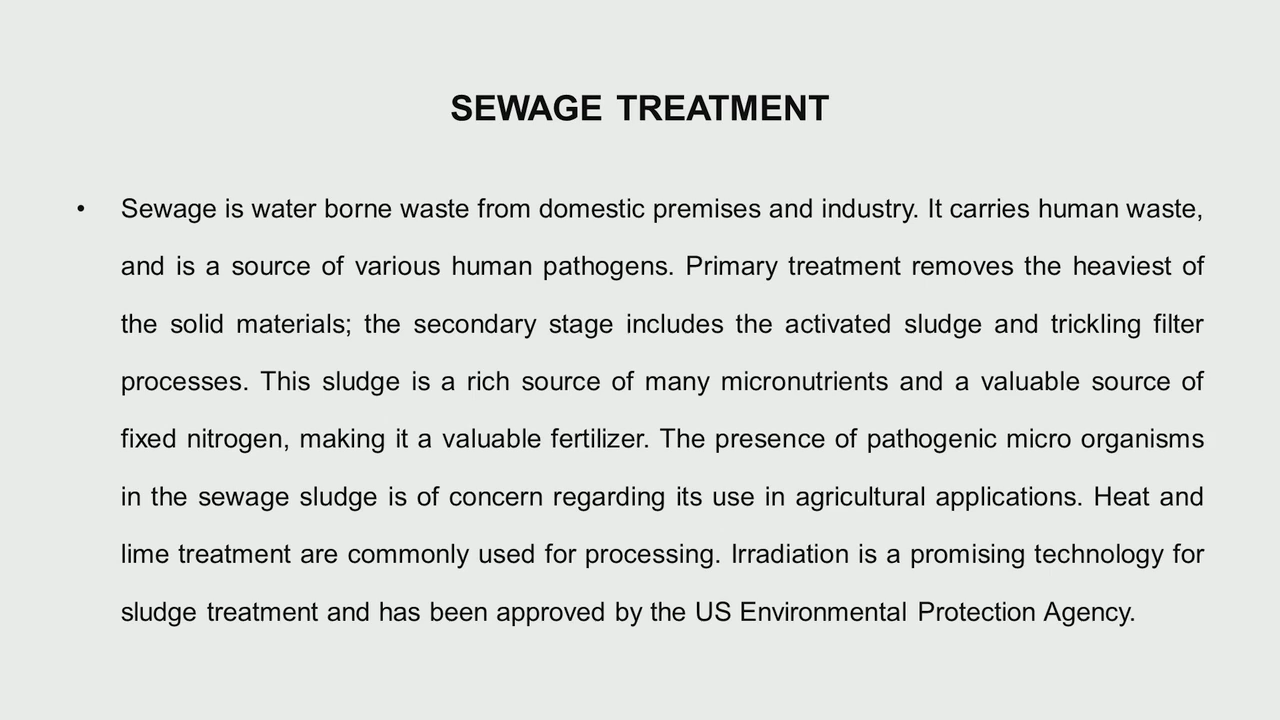 SEWAGE TREATMENT
• Sewage is water borne waste from domestic premises and industry. It carries human waste,
and is a source of various human pathogens. Primary treatment removes the heaviest of
the solid materials; the secondary stage includes the activated sludge and trickling filter
processes. This sludge is a rich source of many micronutrients and a valuable source of
fixed nitrogen, making it a valuable fertilizer. The presence of pathogenic micro organisms
in the sewage sludge is of concern regarding its use in agricultural applications. Heat and
lime treatment are commonly used for processing. Irradiation is a promising technology for
sludge treatment and has been approved by the US Environmental Protection Agency.